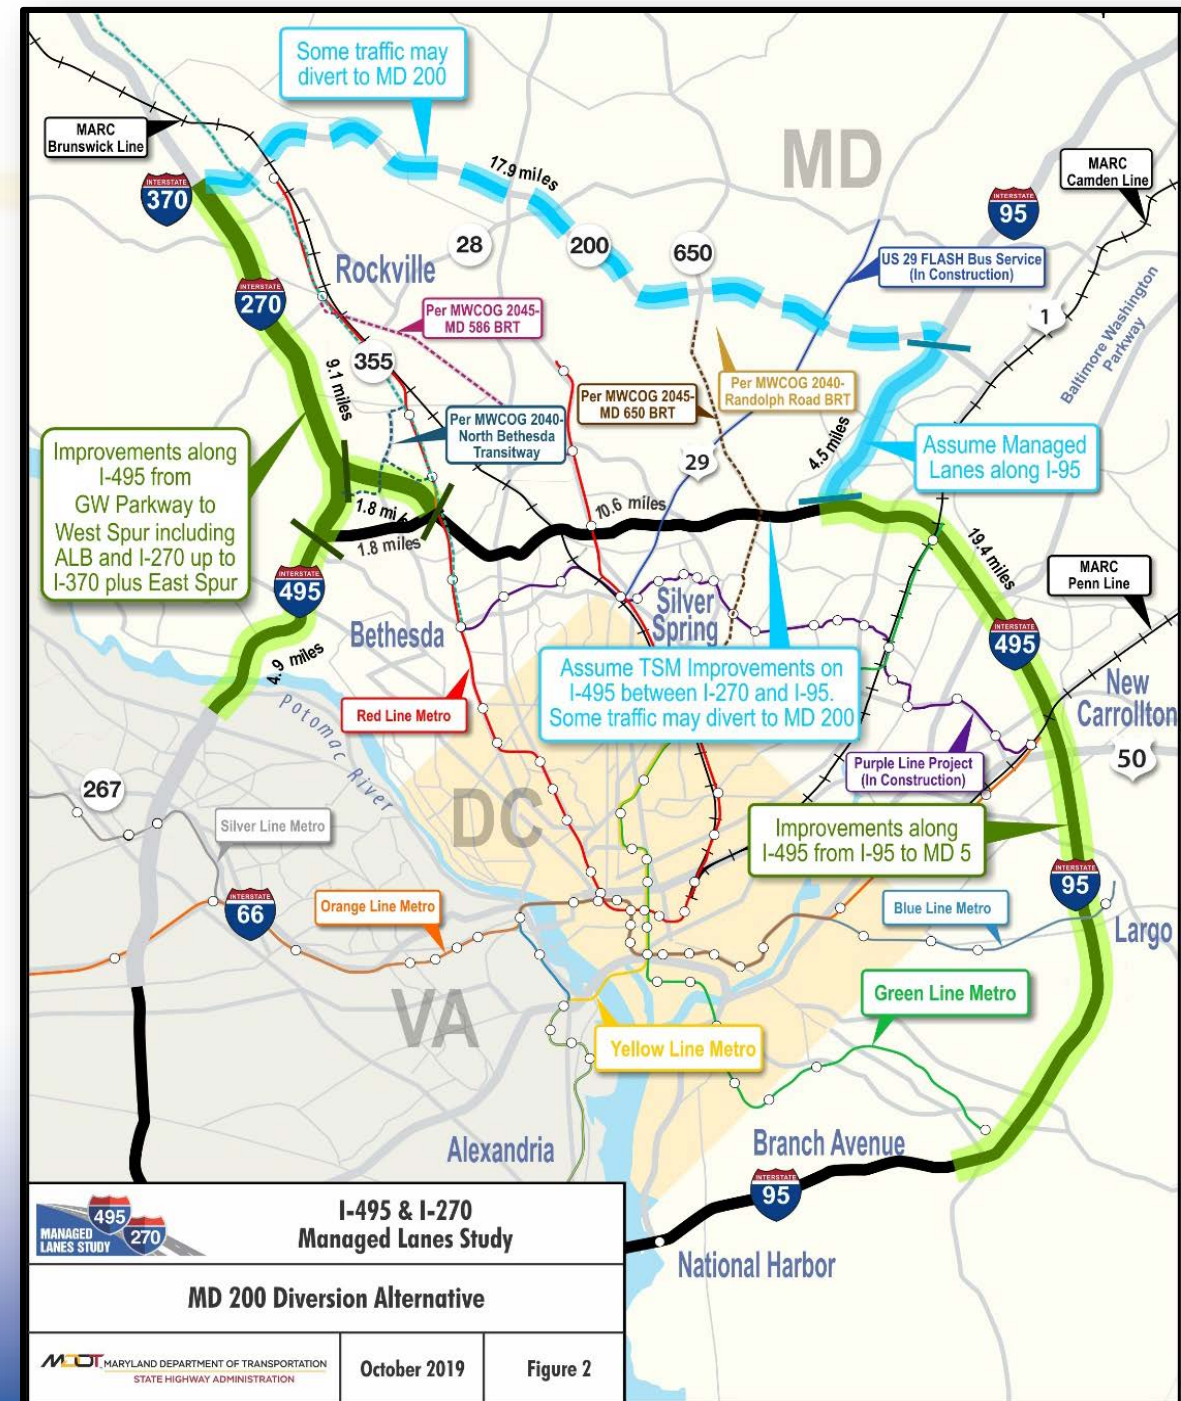 Some traffic may
divert to MD 200
MARC
Brunswick Line
MD
17.9 miles
MARC
Camden Line
INTERSTATE
370
INTERSTATE
95
28
200
650
US 29 FLASH Bus Service
(In Construction)
Rockville
INTERSTATE
270
Per MWCOG 2045-
MD 586 BRT
1
Baltimore Washington
Parkway
9.1 miles
355
Per MWCOG 2045-
MD 650 BRT
Per MWCOG 2040-
Randolph Road BRT
Per MWCOG 2040-
North Bethesda
Transitway
29
4.5 miles
Assume Managed
Lanes along I-95
Improvements along
I-495 from
GW Parkway to
West Spur including
ALB and I-270 up to
I-370 plus East Spur
1.8 mi
1.8 miles
10.6 miles
19.4 miles
MARC
Penn Line
INTERSTATE
495
Bethesda
Silver
Spring
INTERSTATE
495
4.9 miles
Assume TSM Improvements on
I-495 between I-270 and I-95.
Some traffic may divert to MD 200
New
Carrollton
Red Line Metro
Potomac River
Purple Line Project
(In Construction)
50
267
DC
Silver Line Metro
Improvements along
I-495 from I-95 to MD 5
INTERSTATE
66
Orange Line Metro
INTERSTATE
95
Blue Line Metro
Largo
VA
Green Line Metro
Yellow Line Metro
Alexandria
Branch Avenue
INTERSTATE
95
National Harbor
495
270
MANAGED
LANES STUDY
I-495 & I-270
Managed Lanes Study
MD 200 Diversion Alternative
MDOT MARYLAND DEPARTMENT OF TRANSPORTATION
STATE HIGHWAY ADMINISTRATION
October 2019
Figure 2